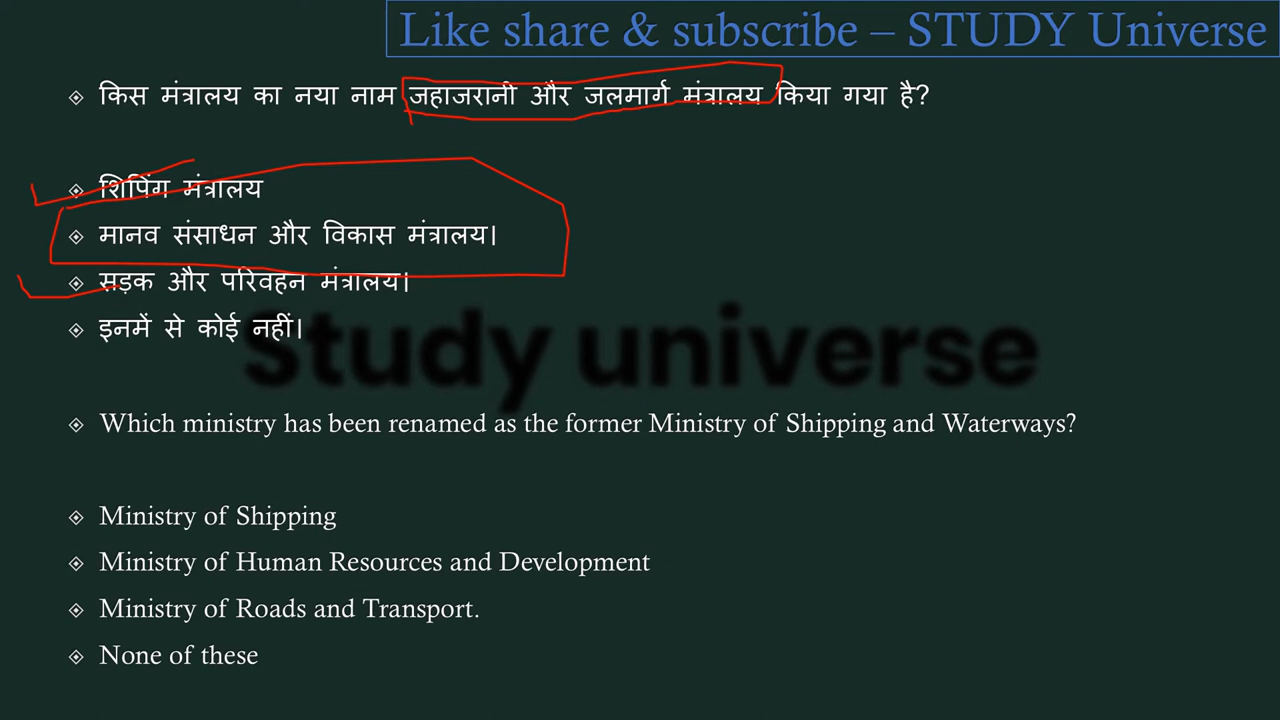 Like share & subscribe – STUDY Universe
किस मंत्रालय का नया नाम जहाजरानी और जलमार्ग मंत्रालय किया गया है?
शिपिंग मंत्रालय
मानव संसाधन और विकास मंत्रालय।
सड़क और परिवहन मंत्रालय।
इनमें से कोई नहीं।
Study universe
Which ministry has been renamed as the former Ministry of Shipping and Waterways?
Ministry of Shipping
Ministry of Human Resources and Development
Ministry of Roads and Transport.
None of these